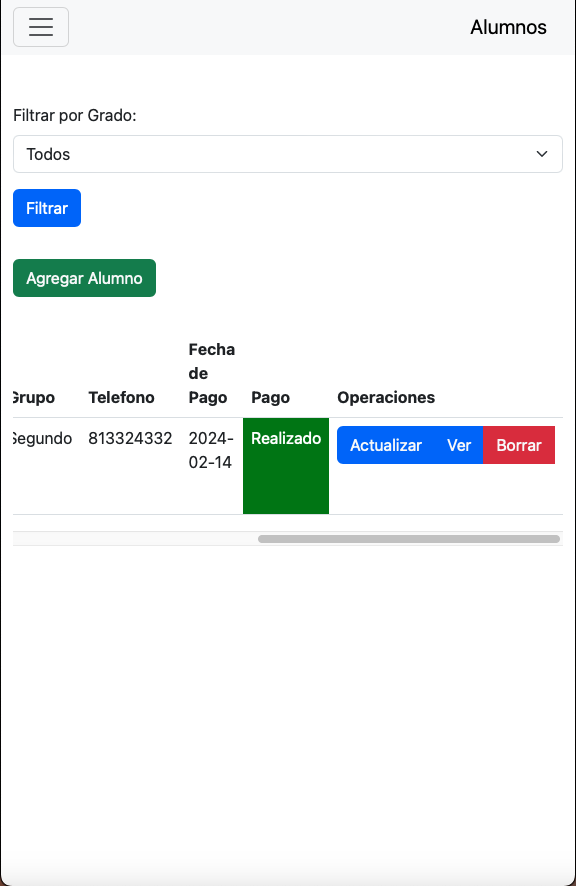 Alumnos
Filtrar por Grado:
Todos
Filtrar
Agregar Alumno
Grupo Telefono Fecha de Pago Pago Operaciones
Segundo 813324332 2024-02-14 Realizado Actualizar Ver Borrar